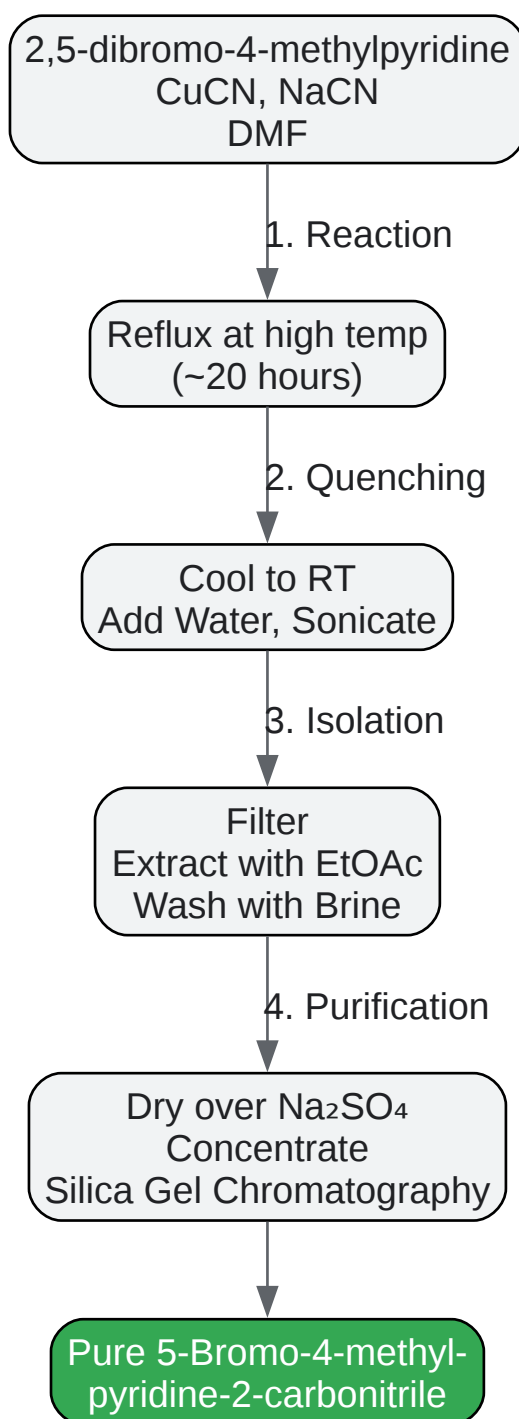 2,5-dibromo-4-methylpyridine
CuCN, NaCN
DMF
1. Reaction
Reflux at high temp
(~20 hours)
2. Quenching
Cool to RT
Add Water, Sonicate
3. Isolation
Filter
Extract with EtOAc
Wash with Brine
4. Purification
Dry over Na₂SO₄
Concentrate
Silica Gel Chromatography
Pure 5-Bromo-4-methyl-
pyridine-2-carbonitrile